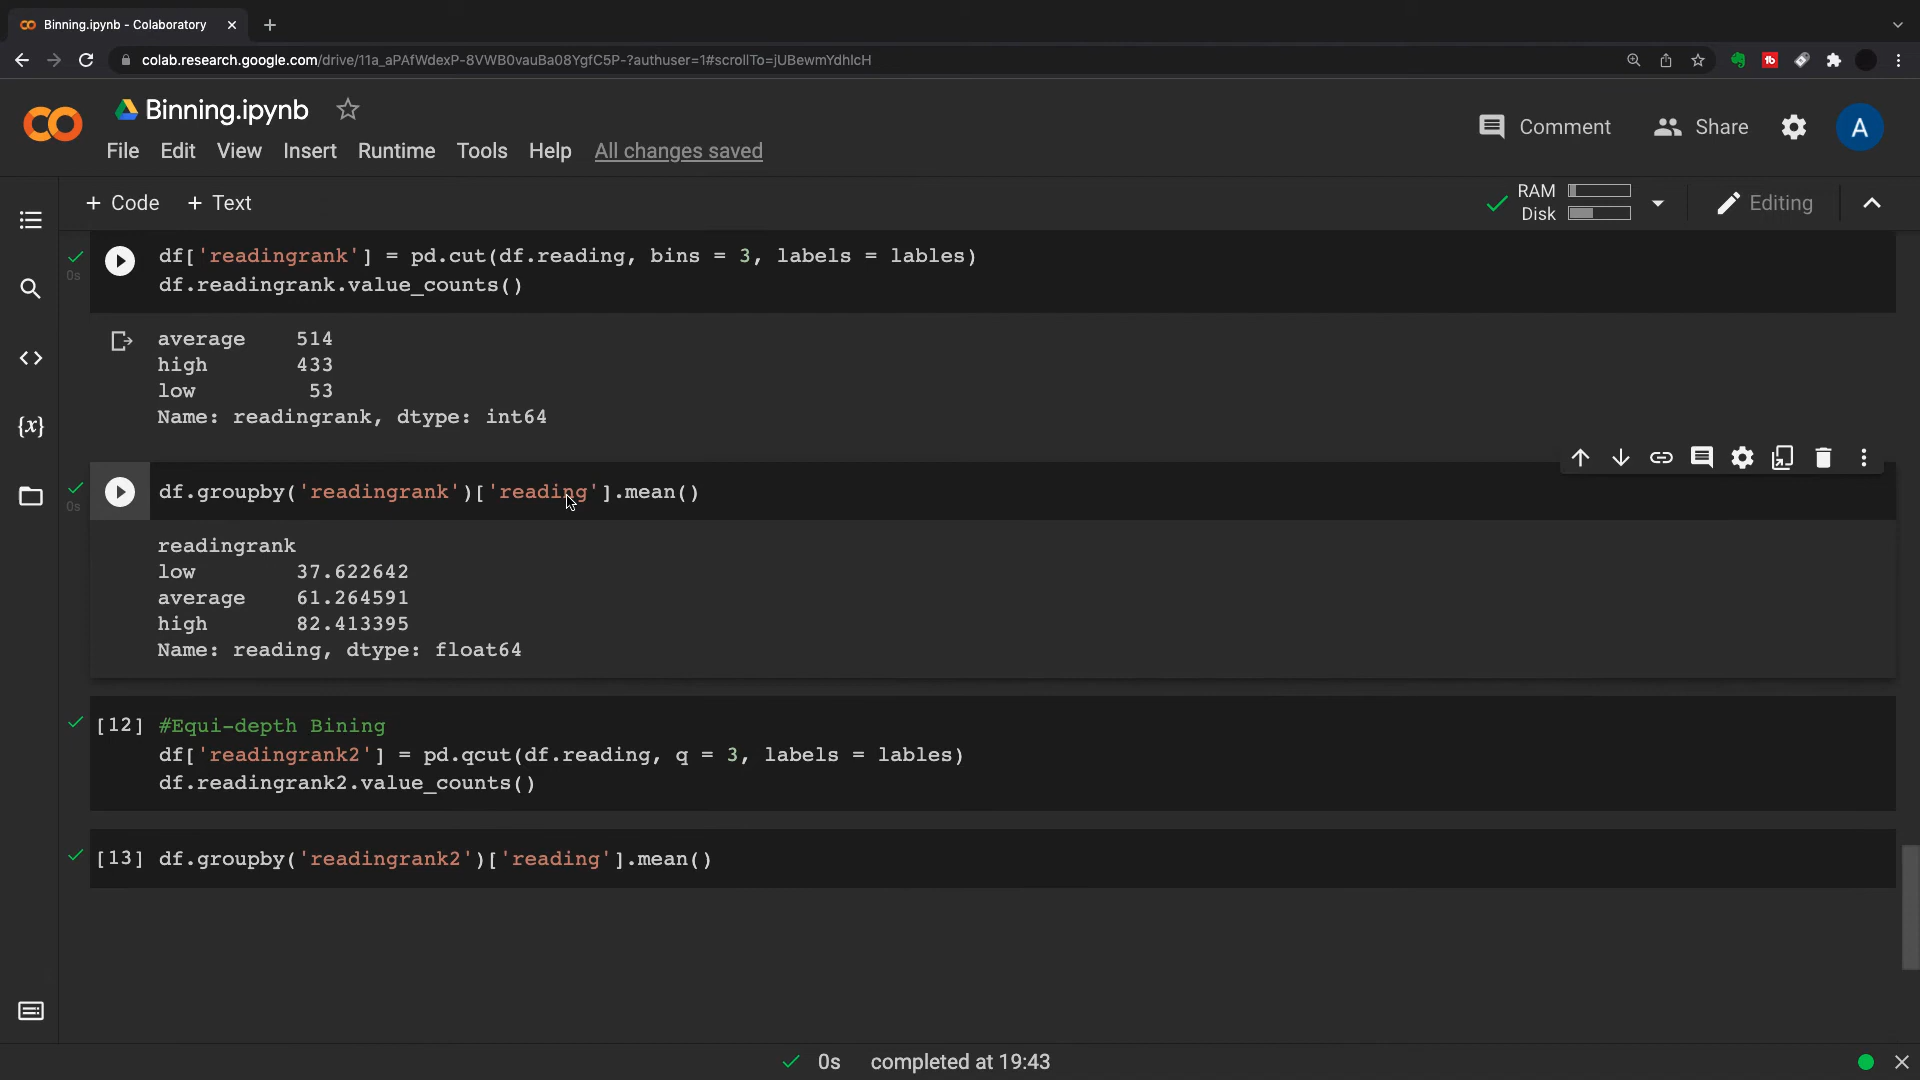 Binning.ipynb - Colaboratory
colab.research.google.com/drive/11a_aPAfWdexP-8VWB0vauBa08YgfC5P-?authuser=1#scrollTo=jUBewmYdhlcH
Binning.ipynb
Comment Share A
File Edit View Insert Runtime Tools Help All changes saved
+ Code + Text
RAM
Disk
Editing
0s
df['readingrank'] = pd.cut(df.reading, bins = 3, labels = lables)
df.readingrank.value_counts()
average 514
high 433
low 53
Name: readingrank, dtype: int64
0s
df.groupby('readingrank')['reading'].mean()
readingrank
low 37.622642
average 61.264591
high 82.413395
Name: reading, dtype: float64
[12] #Equi-depth Bining
df['readingrank2'] = pd.qcut(df.reading, q = 3, labels = lables)
df.readingrank2.value_counts()
[13] df.groupby('readingrank2')['reading'].mean()
0s completed at 19:43